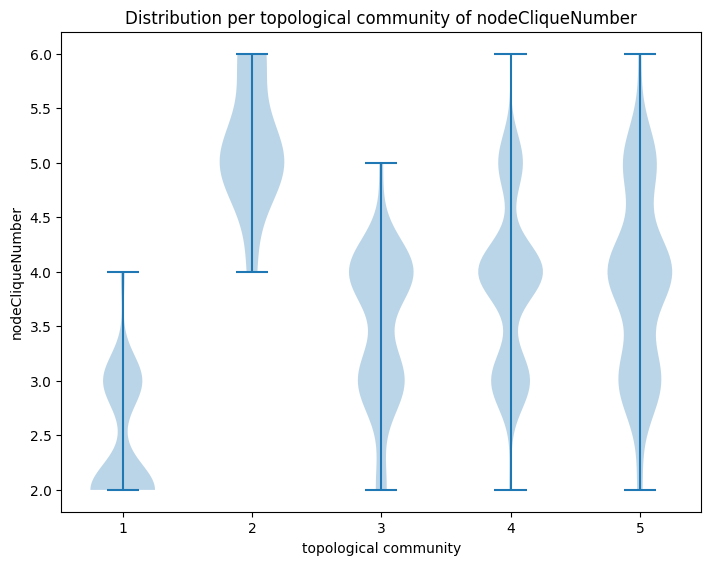 Distribution per topological community of nodeCliqueNumber
6.0
5.5
5.0
4.5
4.0
3.5
3.0
2.5
2.0
nodeCliqueNumber
1 2 3 4 5
topological community